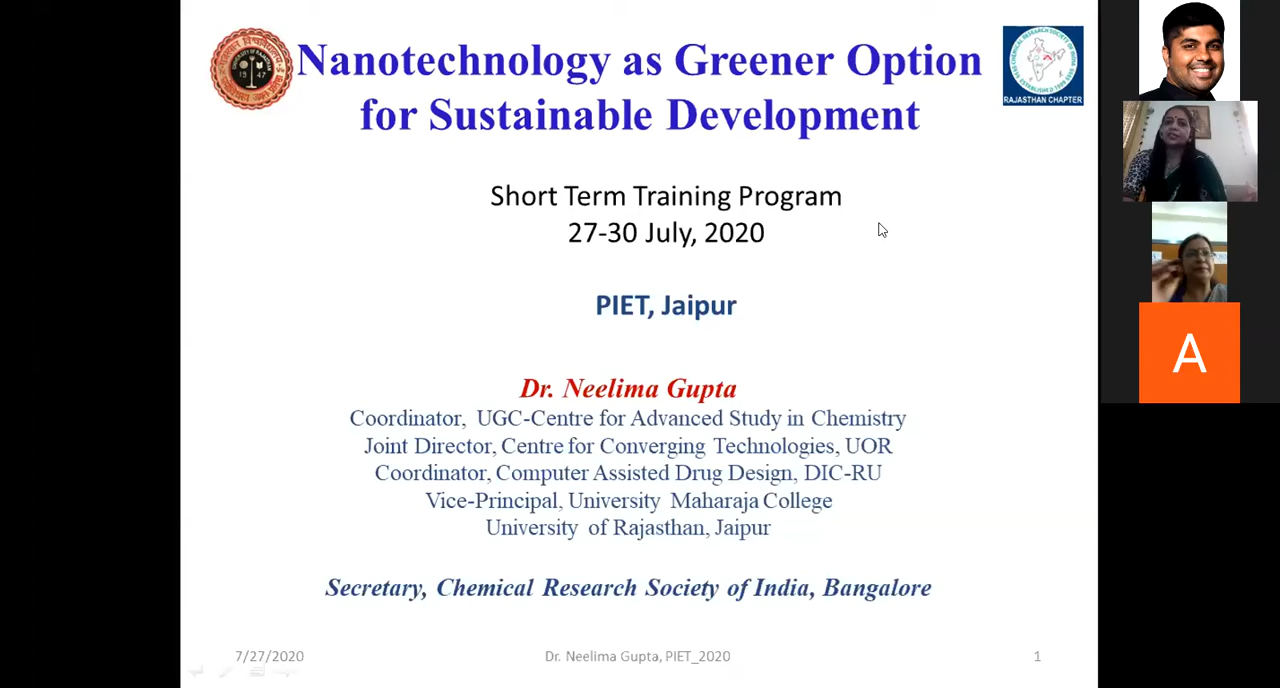 Nanotechnology as Greener Option
for Sustainable Development
RAJASTHAN CHAPTER
Short Term Training Program
27-30 July, 2020
PIET, Jaipur
Dr. Neelima Gupta
Coordinator, UGC-Centre for Advanced Study in Chemistry
Joint Director, Centre for Converging Technologies, UOR
Coordinator, Computer Assisted Drug Design, DIC-RU
Vice-Principal, University Maharaja College
University of Rajasthan, Jaipur
Secretary, Chemical Research Society of India, Bangalore
7/27/2020 Dr. Neelima Gupta, PIET_2020 1
A